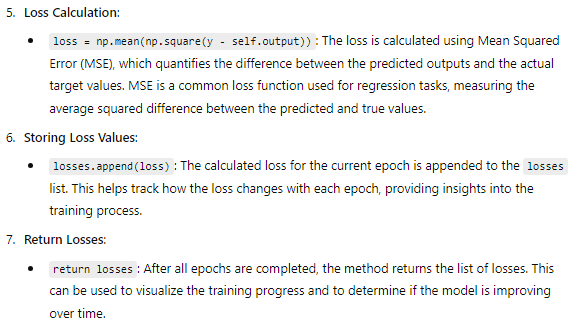 5. Loss Calculation:
• loss = np.mean(np.square(y - self.output)) : The loss is calculated using Mean Squared
Error (MSE), which quantifies the difference between the predicted outputs and the actual
target values. MSE is a common loss function used for regression tasks, measuring the
average squared difference between the predicted and true values.
6. Storing Loss Values:
• losses.append(loss) : The calculated loss for the current epoch is appended to the losses
list. This helps track how the loss changes with each epoch, providing insights into the
training process.
7. Return Losses:
• return losses : After all epochs are completed, the method returns the list of losses. This
can be used to visualize the training progress and to determine if the model is improving
over time.